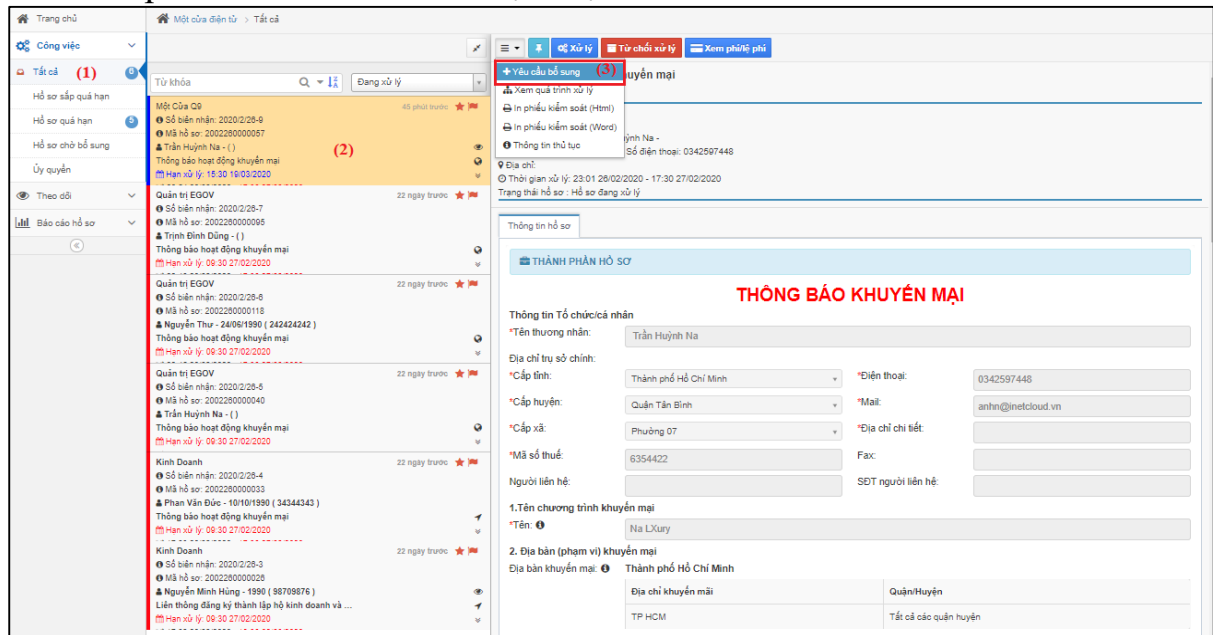 Trang chủ
Một cửa điện tử > Tất cả
Công việc
Tất cả (1) 6
Hồ sơ sắp quá hạn
Hồ sơ quá hạn 5
Hồ sơ chờ bổ sung
Ủy quyền
Theo dõi
Báo cáo hồ sơ
Từ khóa
Đang xử lý
Một Cửa Q9 45 phút trước
Số biên nhận: 2020/2/26-9
Mã hồ sơ: 2002260000057
Trần Huỳnh Na - ( ) (2)
Thông báo hoạt động khuyến mại
Hạn xử lý: 15:30 19/03/2020
Quản trị EGOV 22 ngày trước
Số biên nhận: 2020/2/26-7
Mã hồ sơ: 2002260000095
Trịnh Đình Dũng - ( )
Thông báo hoạt động khuyến mại
Hạn xử lý: 09:30 27/02/2020
Quản trị EGOV 22 ngày trước
Số biên nhận: 2020/2/26-6
Mã hồ sơ: 2002260000118
Nguyễn Thư - 24/06/1990 ( 242424242 )
Thông báo hoạt động khuyến mại
Hạn xử lý: 09:30 27/02/2020
Quản trị EGOV 22 ngày trước
Số biên nhận: 2020/2/26-5
Mã hồ sơ: 2002260000040
Trần Huỳnh Na - ( )
Thông báo hoạt động khuyến mại
Hạn xử lý: 09:30 27/02/2020
Kinh Doanh 22 ngày trước
Số biên nhận: 2020/2/26-4
Mã hồ sơ: 2002260000033
Phan Văn Đức - 10/10/1990 ( 34344343 )
Thông báo hoạt động khuyến mại
Hạn xử lý: 09:30 27/02/2020
Kinh Doanh 22 ngày trước
Số biên nhận: 2020/2/26-3
Mã hồ sơ: 2002260000026
Nguyễn Minh Hùng - 1990 ( 98709876 )
Liên thông đăng ký thành lập hộ kinh doanh và ...
Hạn xử lý: 09:30 27/02/2020
Xử lý Từ chối xử lý Xem phí/lệ phí
+ Yêu cầu bổ sung (3) uyến mại
Xem quá trình xử lý
In phiếu kiểm soát (Html)
In phiếu kiểm soát (Word)
ỳnh Na -
Thông tin thủ tục
Số điện thoại: 0342597448
Địa chỉ:
Thời gian xử lý: 23:01 26/02/2020 - 17:30 27/02/2020
Trạng thái hồ sơ : Hồ sơ đang xử lý
Thông tin hồ sơ
THÀNH PHẦN HỒ SƠ
THÔNG BÁO KHUYẾN MẠI
Thông tin Tổ chức/cá nhân
*Tên thương nhân: Trần Huỳnh Na
Địa chỉ trụ sở chính:
*Cấp tỉnh: Thành phố Hồ Chí Minh *Điện thoại: 0342597448
*Cấp huyện: Quận Tân Bình *Mail: anhn@inetcloud.vn
*Cấp xã: Phường 07 *Địa chỉ chi tiết:
*Mã số thuế: 6354422 Fax:
Người liên hệ: SĐT người liên hệ:
1.Tên chương trình khuyến mại
*Tên: Na LXury
2. Địa bàn (phạm vi) khuyến mại
Địa bàn khuyến mại: Thành phố Hồ Chí Minh
Địa chỉ khuyến mãi Quận/Huyện
TP HCM Tất cả các quận huyện